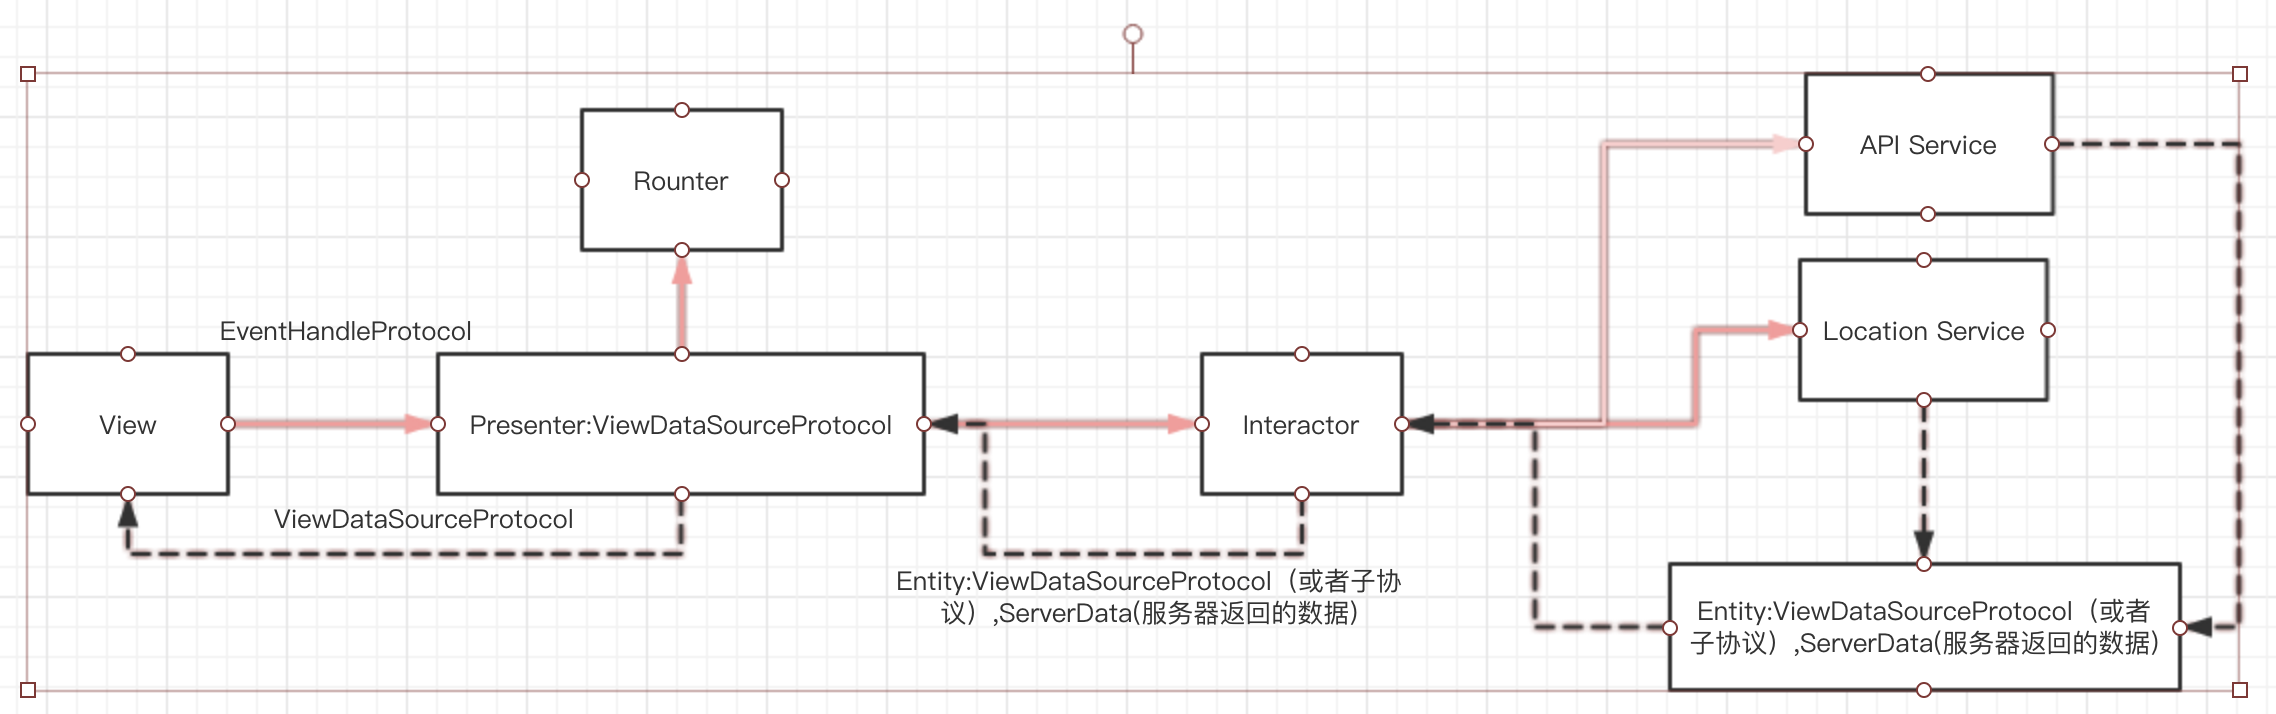 API Service
Rounter
EventHandleProtocol
Location Service
View
Presenter:ViewDataSourceProtocol
Interactor
ViewDataSourceProtocol
Entity:ViewDataSourceProtocol（或者子协
议）,ServerData(服务器返回的数据)
Entity:ViewDataSourceProtocol（或者
子协议）,ServerData(服务器返回的数据)